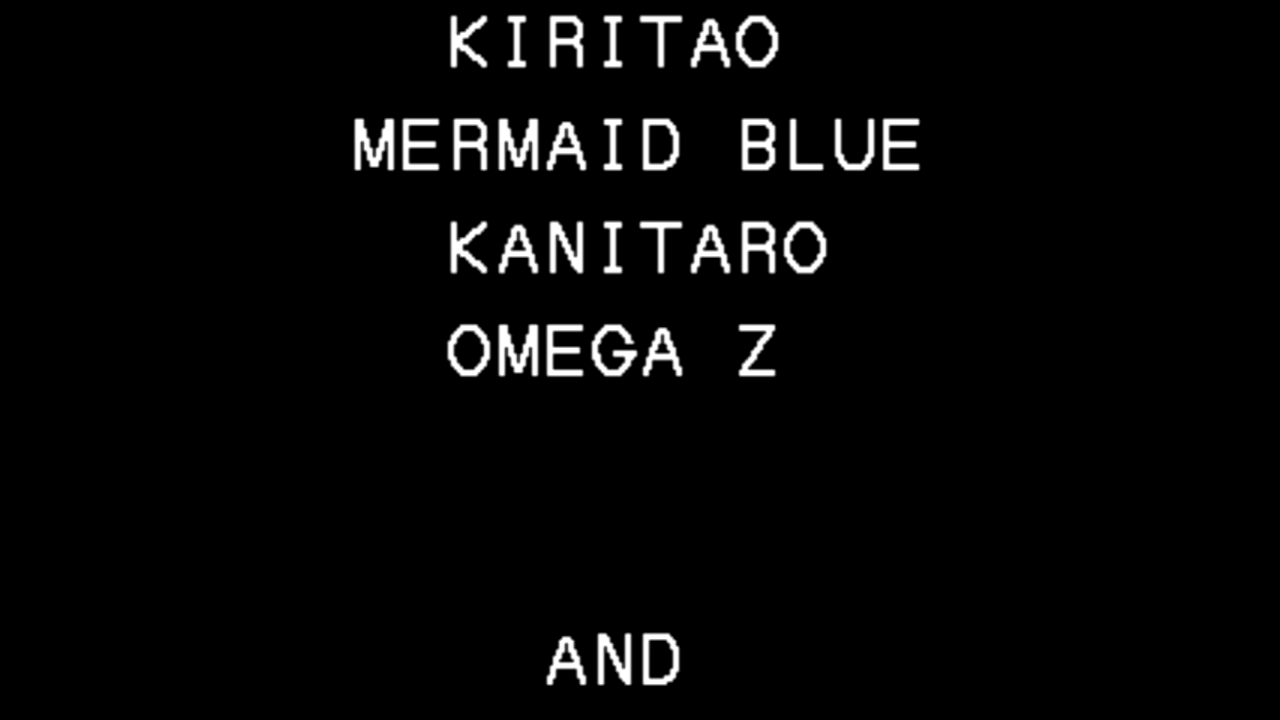 KIRITAO
MERMAID BLUE
KANITARO
OMEGA Z
AND